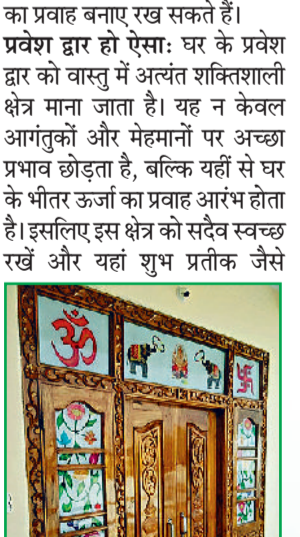 का प्रवाह बनाए रख सकते हैं।
प्रवेश द्वार हो ऐसा: घर के प्रवेश
द्वार को वास्तु में अत्यंत शक्तिशाली
क्षेत्र माना जाता है। यह न केवल
आगंतुकों और मेहमानों पर अच्छा
प्रभाव छोड़ता है, बल्कि यहीं से घर
के भीतर ऊर्जा का प्रवाह आरंभ होता
है। इसलिए इस क्षेत्र को सदैव स्वच्छ
रखें और यहां शुभ प्रतीक जैसे
ॐ